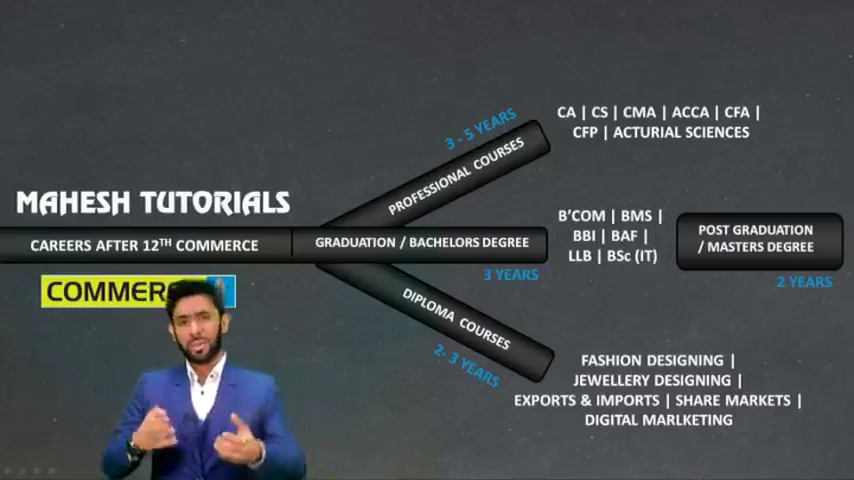 3 - 5 YEARS
PROFESSIONAL COURSES
CA | CS | CMA | ACCA | CFA |
CFP | ACTURIAL SCIENCES
MAHESH TUTORIALS
CAREERS AFTER 12TH COMMERCE
GRADUATION / BACHELORS DEGREE
3 YEARS
B'COM | BMS |
BBI | BAF |
LLB | BSc (IT)
POST GRADUATION
/ MASTERS DEGREE
2 YEARS
DIPLOMA COURSES
2- 3 YEARS
FASHION DESIGNING |
JEWELLERY DESIGNING |
EXPORTS & IMPORTS | SHARE MARKETS |
DIGITAL MARLKETING